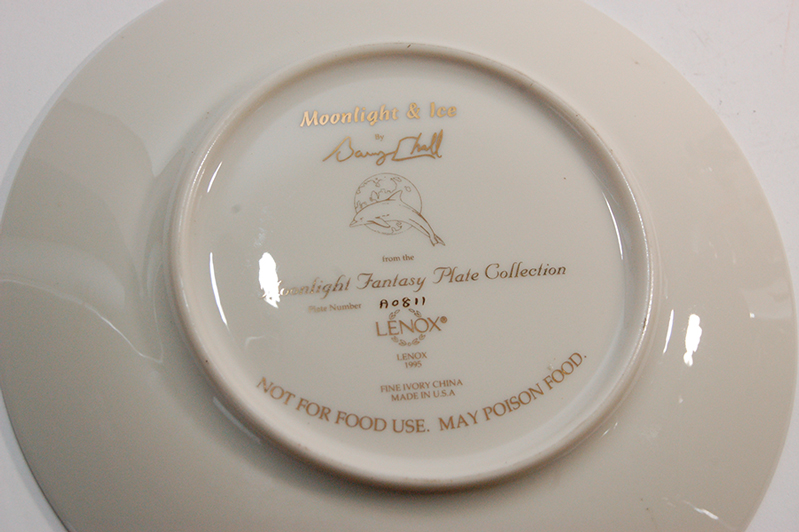 Moonlight & Ice
By
from the
Moonlight Fantasy Plate Collection
Plate Number A0811
LENOX®
LENOX
1995
FINE IVORY CHINA
MADE IN U.S.A
NOT FOR FOOD USE. MAY POISON FOOD.